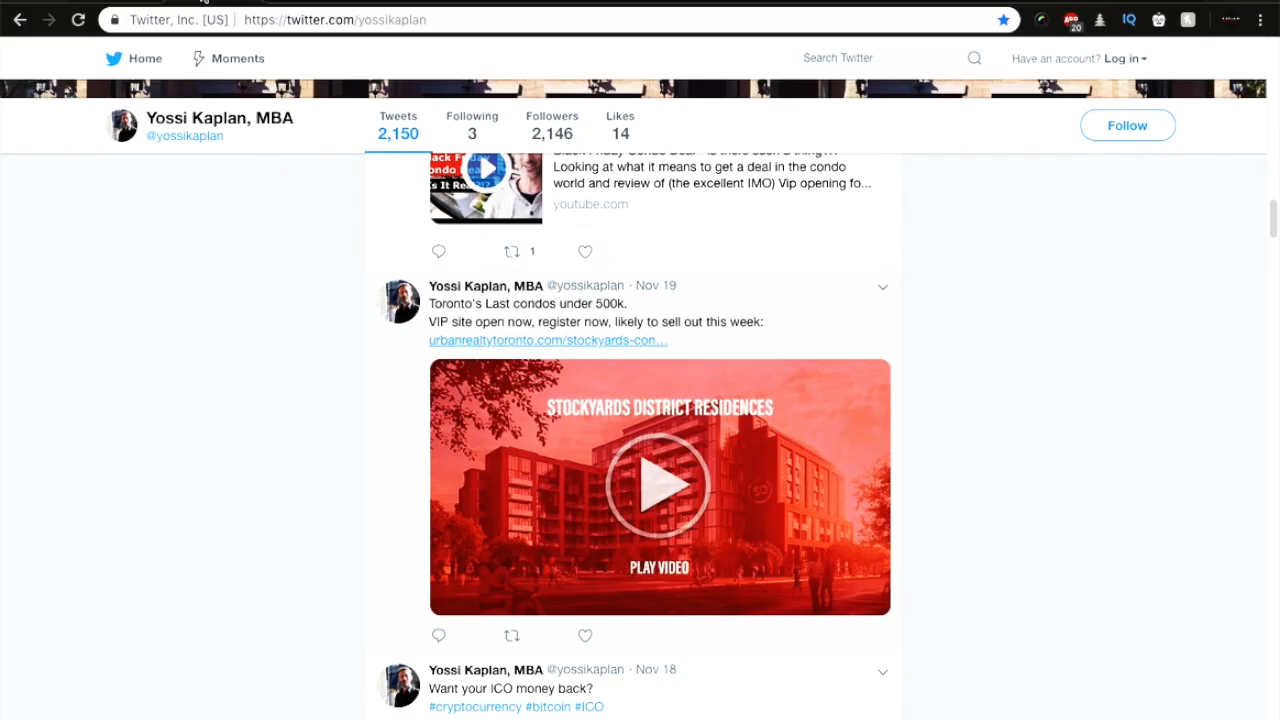 Twitter, Inc. [US]
https://twitter.com/yossikaplan
20
IQ
Home
Moments
Search Twitter
Have an account? Log in
Yossi Kaplan, MBA
@yossikaplan
Tweets
2,150
Following
3
Followers
2,146
Likes
14
Follow
Looking at what it means to get a deal in the condo
world and review of (the excellent IMO) Vip opening fo...
youtube.com
1
Yossi Kaplan, MBA @yossikaplan · Nov 19
Toronto's Last condos under 500k.
VIP site open now, register now, likely to sell out this week:
urbanrealtytoronto.com/stockyards-con...
STOCKYARDS DISTRICT RESIDENCES
PLAY VIDEO
Yossi Kaplan, MBA @yossikaplan · Nov 18
Want your ICO money back?
#cryptocurrency #bitcoin #ICO